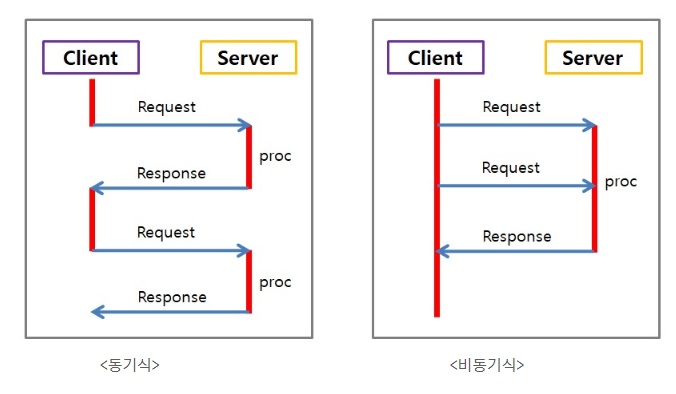 Client
Server
Request
proc
Response
Request
proc
Response
<동기식>
Client
Server
Request
Request
proc
Response
<비동기식>